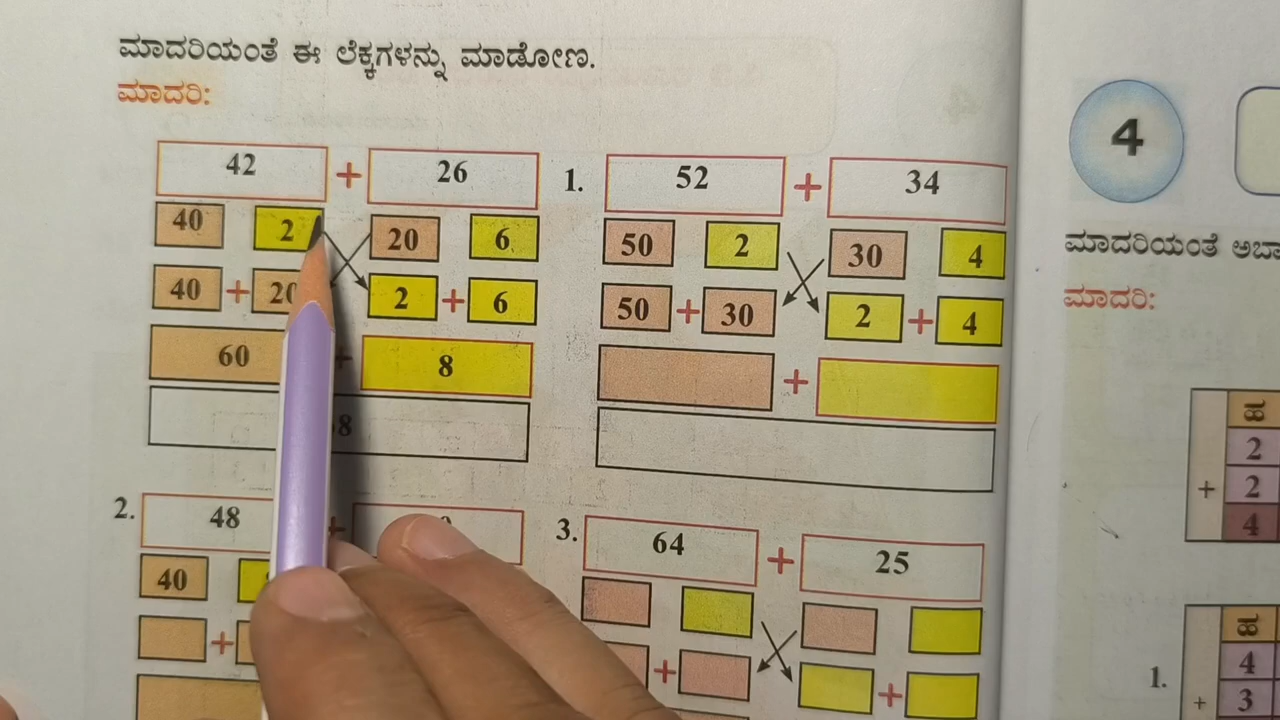 ಮಾದರಿಯಂತೆ ಈ ಲೆಕ್ಕಗಳನ್ನು ಮಾಡೋಣ.
ಮಾದರಿ:
42 + 26
40 2 20 6
40 + 20 2 + 6
60 + 8
1. 52 + 34
50 2 30 4
50 + 30 2 + 4
+
2. 48 +
40
+
3. 64 + 25
+ +
4
ಮಾದರಿಯಂತೆ
ಮಾದರಿ:
ಹ
2
+ 2
4
1.
ಹ
4
+ 3